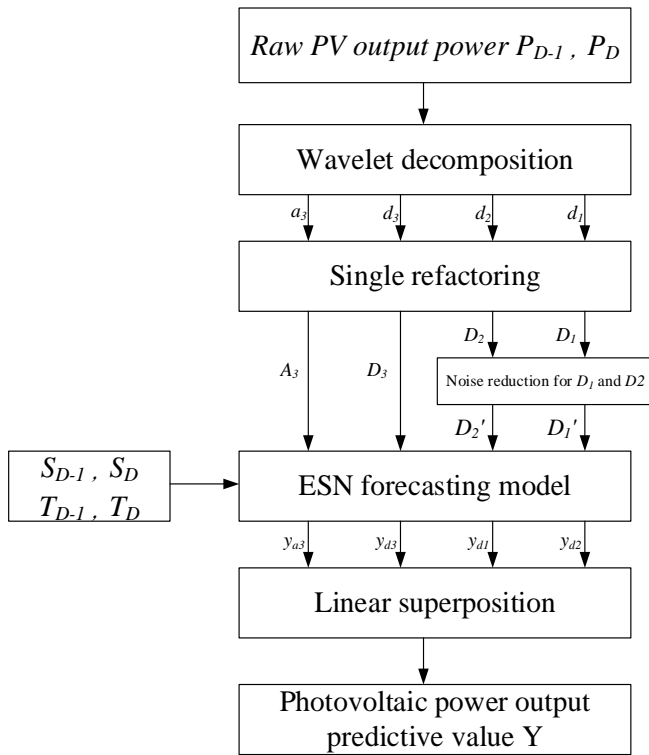 Raw PV output power P_{D-1} , P_D
Wavelet decomposition
a_3 d_3 d_2 d_1
Single refactoring
D_2 D_1
A_3 D_3
Noise reduction for D_1 and D2
D_2' D_1'
S_{D-1} , S_D
T_{D-1} , T_D
ESN forecasting model
y_{a3} y_{d3} y_{d1} y_{d2}
Linear superposition
Photovoltaic power output
predictive value Y